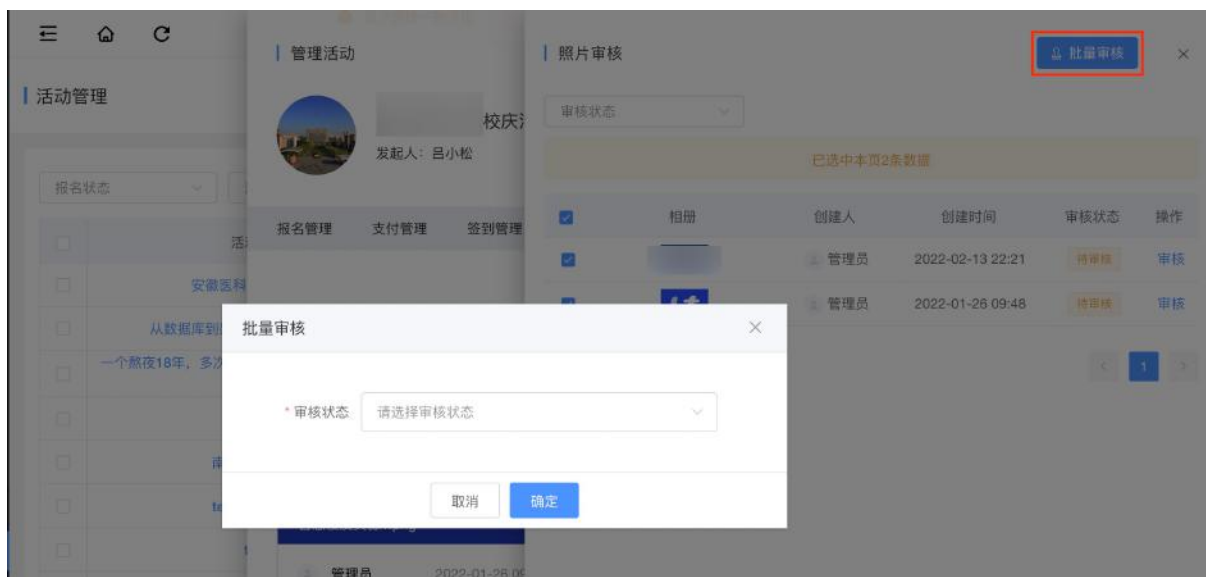 管理活动
照片审核
批量审核
活动管理
校庆
发起人：吕小松
审核状态
已选中本页2条数据
报名状态
报名管理 支付管理 签到管理
相册 创建人 创建时间 审核状态 操作
管理员 2022-02-13 22:21 待审核 审核
管理员 2022-01-26 09:48 待审核 审核
安徽医科
从数据库到
一个熬夜18年，多次
批量审核
* 审核状态 请选择审核状态
1
取消 确定
管理员 2022-01-26 09